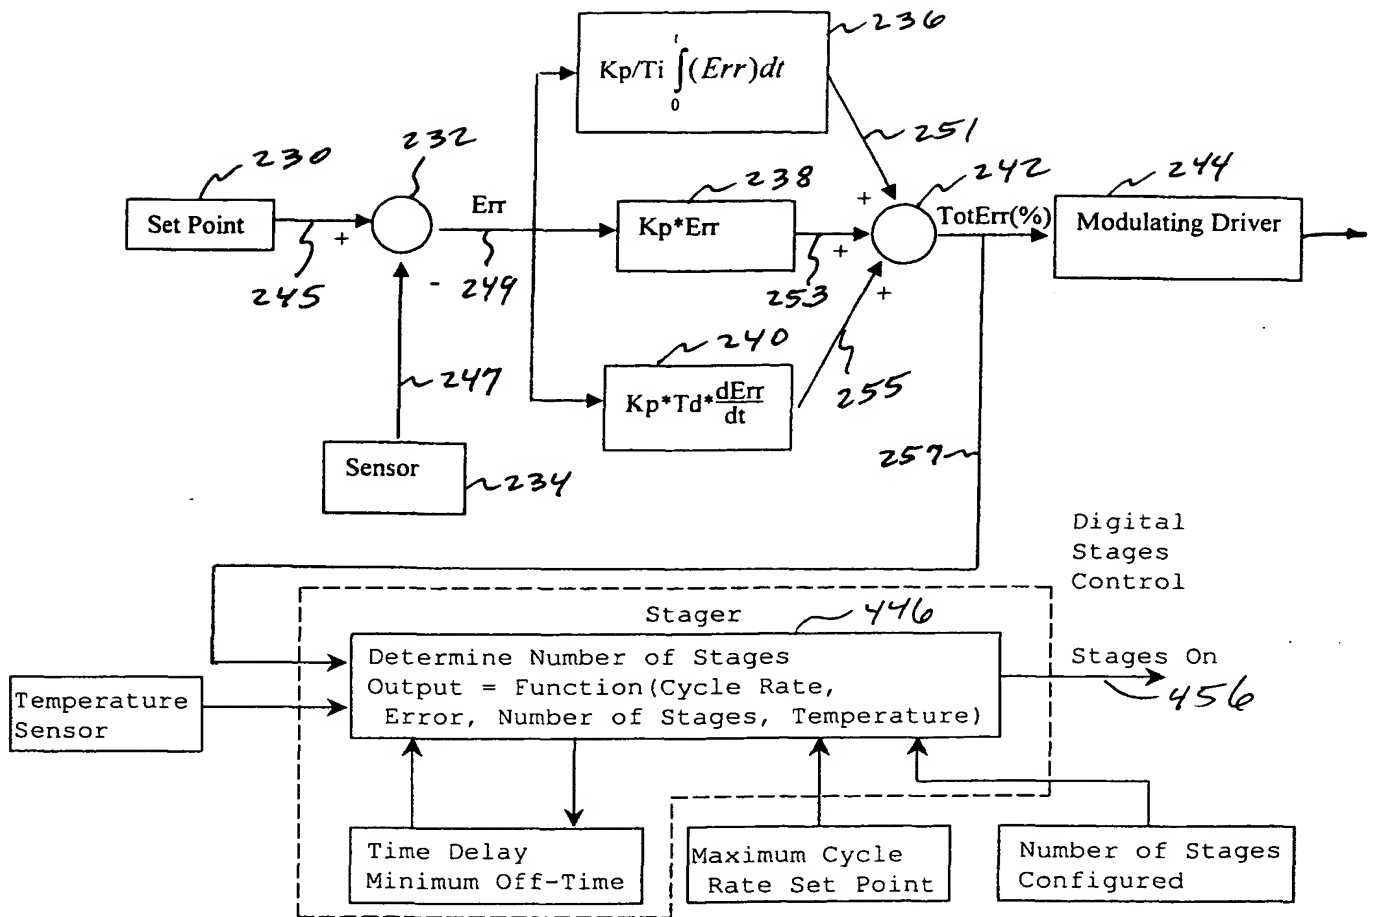 236
t
Kp/Ti ∫(Err)dt
0
251
232
230
238
242
244
Set Point
+
Err
Kp*Err
+
+
TotErr(%)
Modulating Driver
245
-
249
253
+
240
247
Kp*Td*dErr
dt
255
257
Sensor
234
Digital
Stages
Control
Stager
446
Determine Number of Stages
Output = Function(Cycle Rate,
Error, Number of Stages, Temperature)
Stages On
456
Temperature
Sensor
Time Delay
Minimum Off-Time
Maximum Cycle
Rate Set Point
Number of Stages
Configured